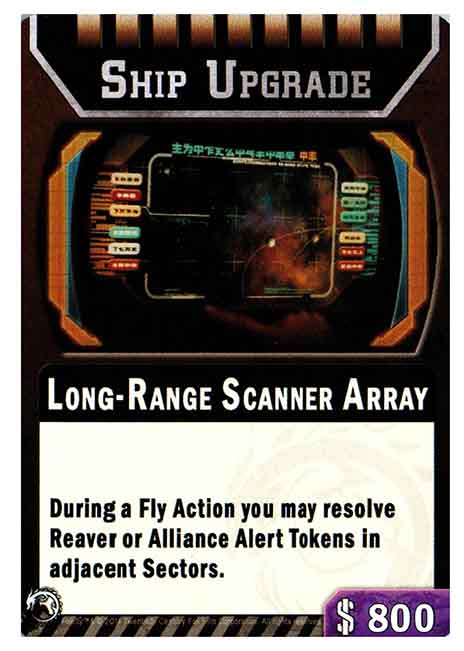 SHIP UPGRADE
LONG-RANGE SCANNER ARRAY
During a Fly Action you may resolve
Reaver or Alliance Alert Tokens in
adjacent Sectors.
$ 800